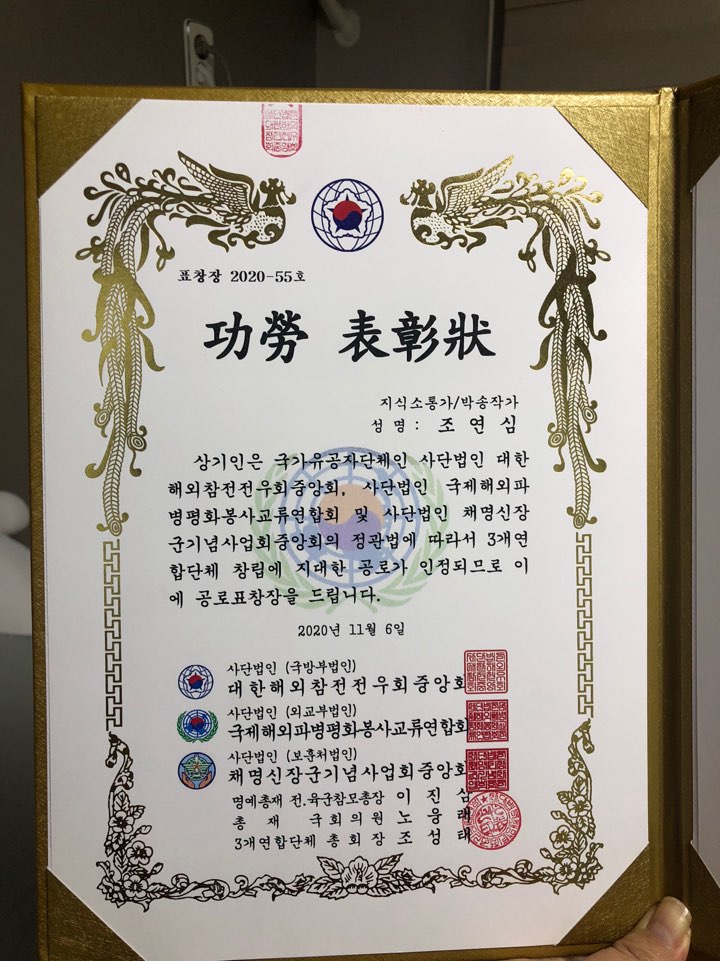 표창장 2020-55호
功勞 表彰狀
지식소통가/박송작가
성 명 : 조 연 심
상기인은 국가유공자단체인 사단법인 대한
해외참전전우회중앙회, 사단법인 국제해외파
병평화봉사교류연합회 및 사단법인 채명신장
군기념사업회중앙회의 정관법에 따라서 3개연
합단체 창립에 지대한 공로가 인정되므로 이
에 공로표창장을 드립니다.
2020년 11월 6일
사단법인 (국방부법인)
대한해외참전전우회중앙회
사단법인 (외교부법인)
국제해외파병평화봉사교류연합회
사단법인 (보훈처법인)
채명신장군기념사업회중앙회
명예총재 전.육군참모총장 이 진 삼
총 재 국회의원 노 웅 래
3개연합단체 총회장 조 성 태